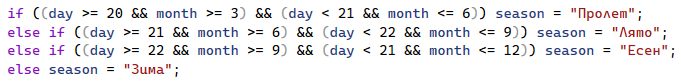 if ((day >= 20 && month >= 3) && (day < 21 && month <= 6)) season = "Пролет";
else if ((day >= 21 && month >= 6) && (day < 22 && month <= 9)) season = "Лято";
else if ((day >= 22 && month >= 9) && (day < 21 && month <= 12)) season = "Есен";
else season = "Зима";